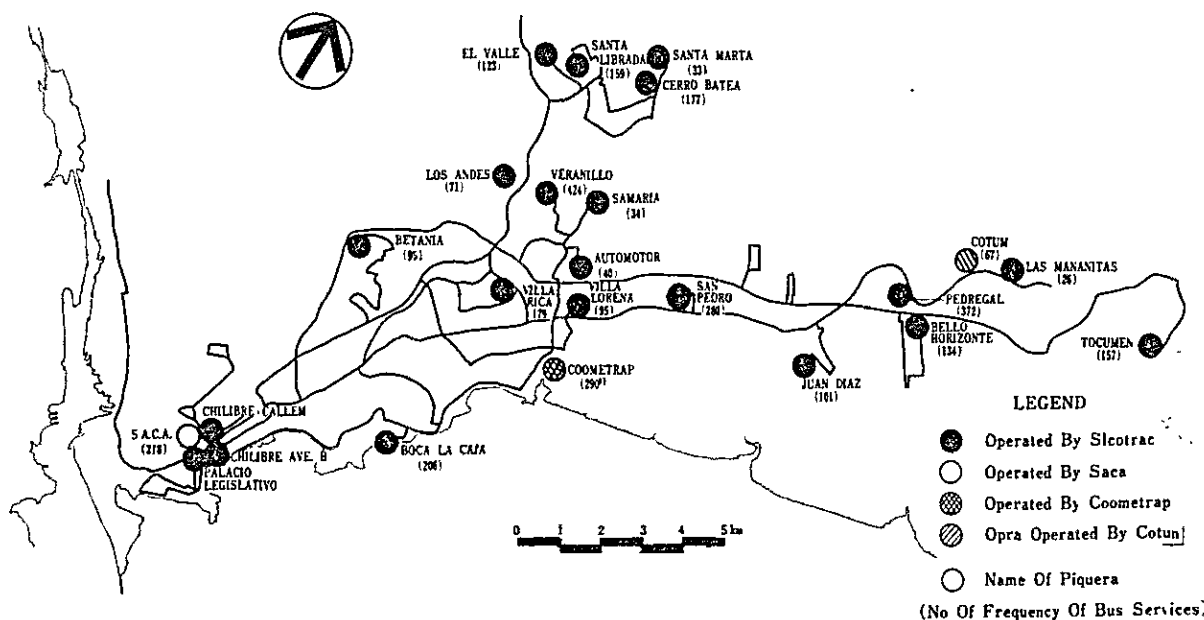 EL VALLE
(123)
SANTA
LIBRADA
(159)
SANTA MARTA
(33)
CERRO BATEA
(177)
LOS ANDES
(71)
VERANILLO
(424)
SAMARIA
(34)
BETANIA
(95)
AUTOMOTOR
(40)
VILLA
RICA
(79
VILLA
LORENA
(95)
SAN
PEDRO
(280)
COTUM
(67)
LAS MANANITAS
(26)
PEDREGAL
(372)
BELLO
HORIZONTE
(134)
TOCUMEN
(157)
JUAN DIAZ
(101)
COOMETRAP
(290)
CHILIBRE CALLEM
S.A.C.A.
(218)
CHILIBRE AVE. B
PALACIO
LEGISLATIVO
BOCA LA CAJA
(206)
0 1 2 3 4 5 km
LEGEND
Operated By Slcotrac
Operated By Saca
Operated By Coometrap
Opra Operated By Cotun
Name Of Piquera
(No Of Frequency Of Bus Services)